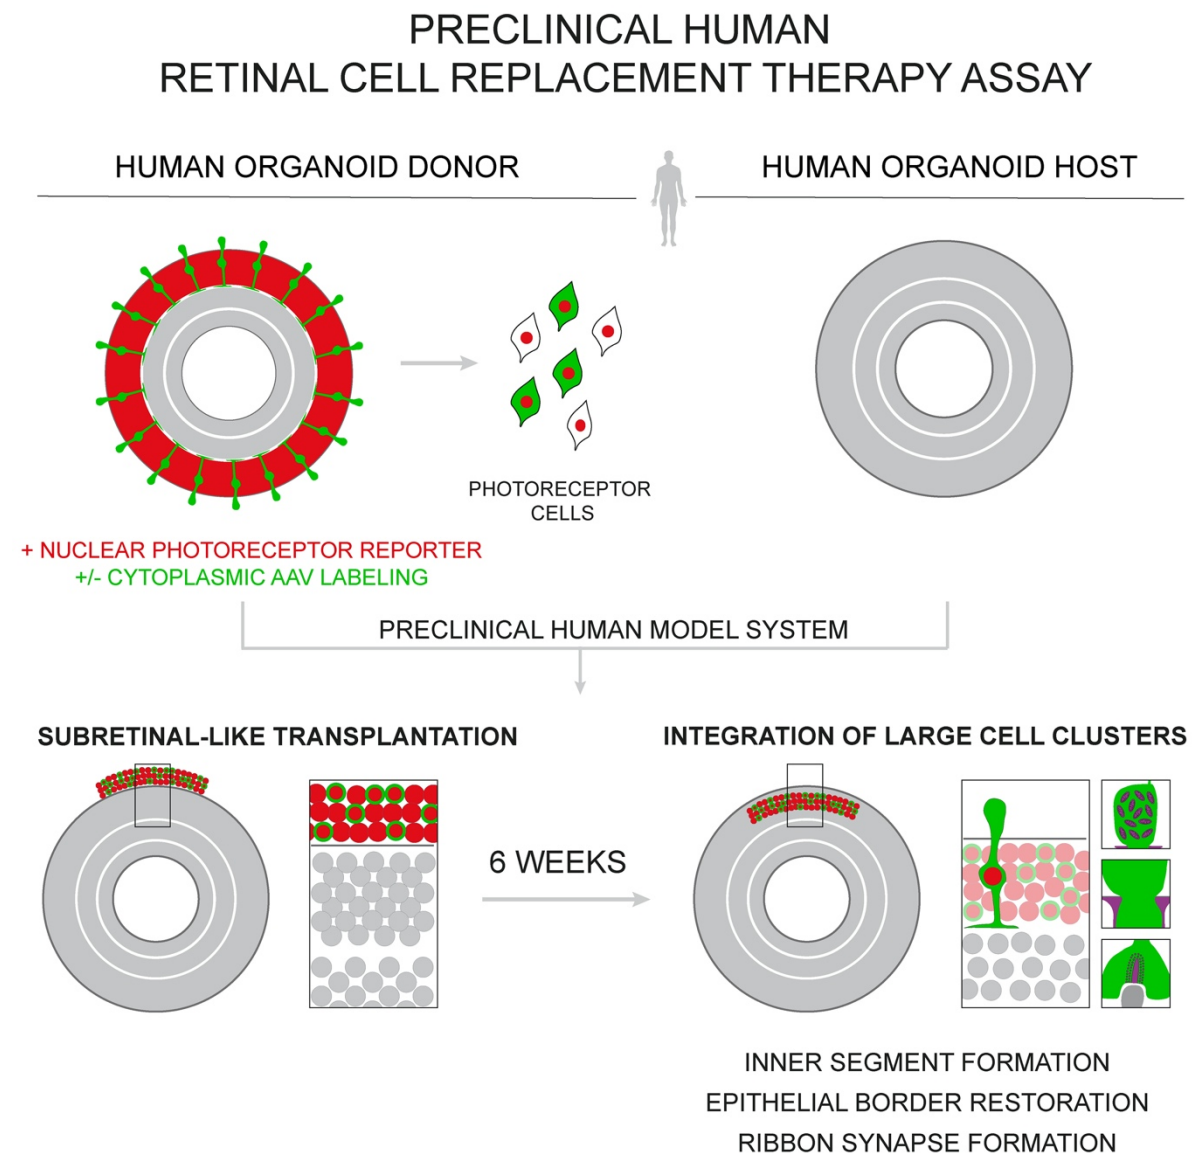 PRECLINICAL HUMAN
RETINAL CELL REPLACEMENT THERAPY ASSAY
HUMAN ORGANOID DONOR
HUMAN ORGANOID HOST
PHOTORECEPTOR
CELLS
+ NUCLEAR PHOTORECEPTOR REPORTER
+/- CYTOPLASMIC AAV LABELING
PRECLINICAL HUMAN MODEL SYSTEM
SUBRETINAL-LIKE TRANSPLANTATION
INTEGRATION OF LARGE CELL CLUSTERS
6 WEEKS
INNER SEGMENT FORMATION
EPITHELIAL BORDER RESTORATION
RIBBON SYNAPSE FORMATION